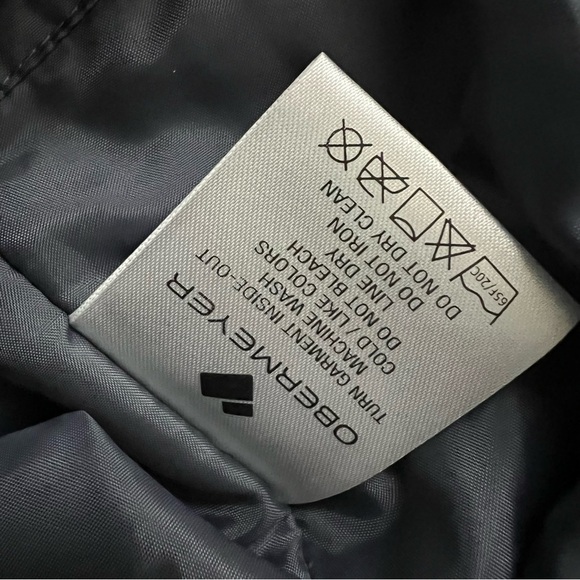 OBERMEYER
TURN GARMENT INSIDE-OUT
MACHINE WASH
COLD / LIKE COLORS
DO NOT BLEACH
LINE DRY
DO NOT IRON
DO NOT DRY CLEAN
65F/20C